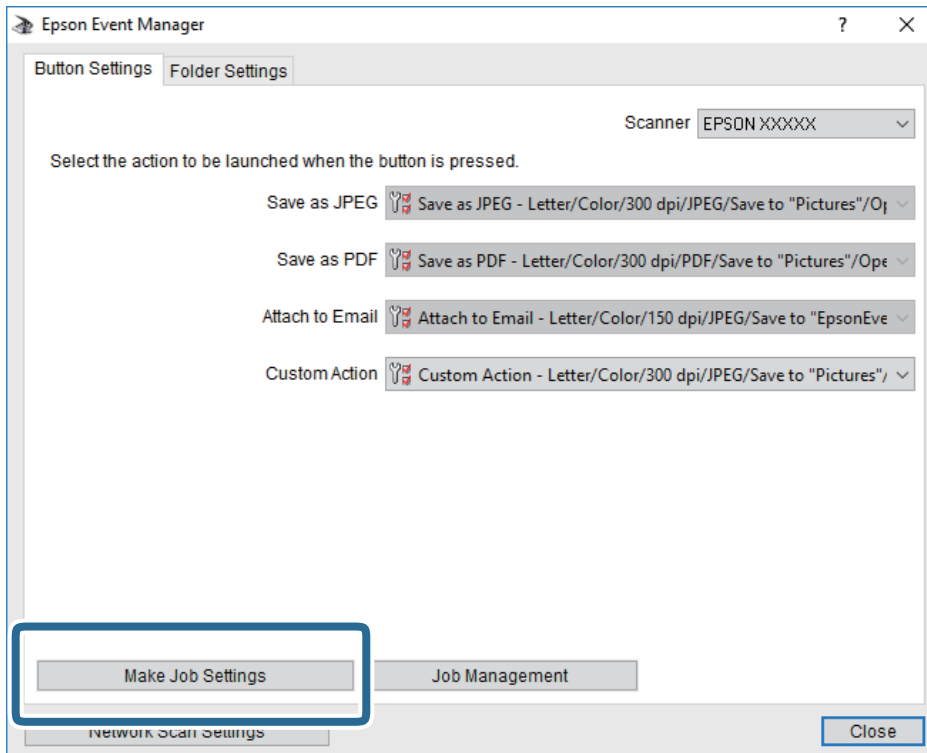 Epson Event Manager ?
Button Settings Folder Settings
Scanner EPSON XXXXX
Select the action to be launched when the button is pressed.
Save as JPEG Save as JPEG - Letter/Color/300 dpi/JPEG/Save to "Pictures"/Op
Save as PDF Save as PDF - Letter/Color/300 dpi/PDF/Save to "Pictures"/Ope
Attach to Email Attach to Email - Letter/Color/150 dpi/JPEG/Save to "EpsonEve
Custom Action Custom Action - Letter/Color/300 dpi/JPEG/Save to "Pictures"/
Make Job Settings Job Management
Network Scan Settings Close